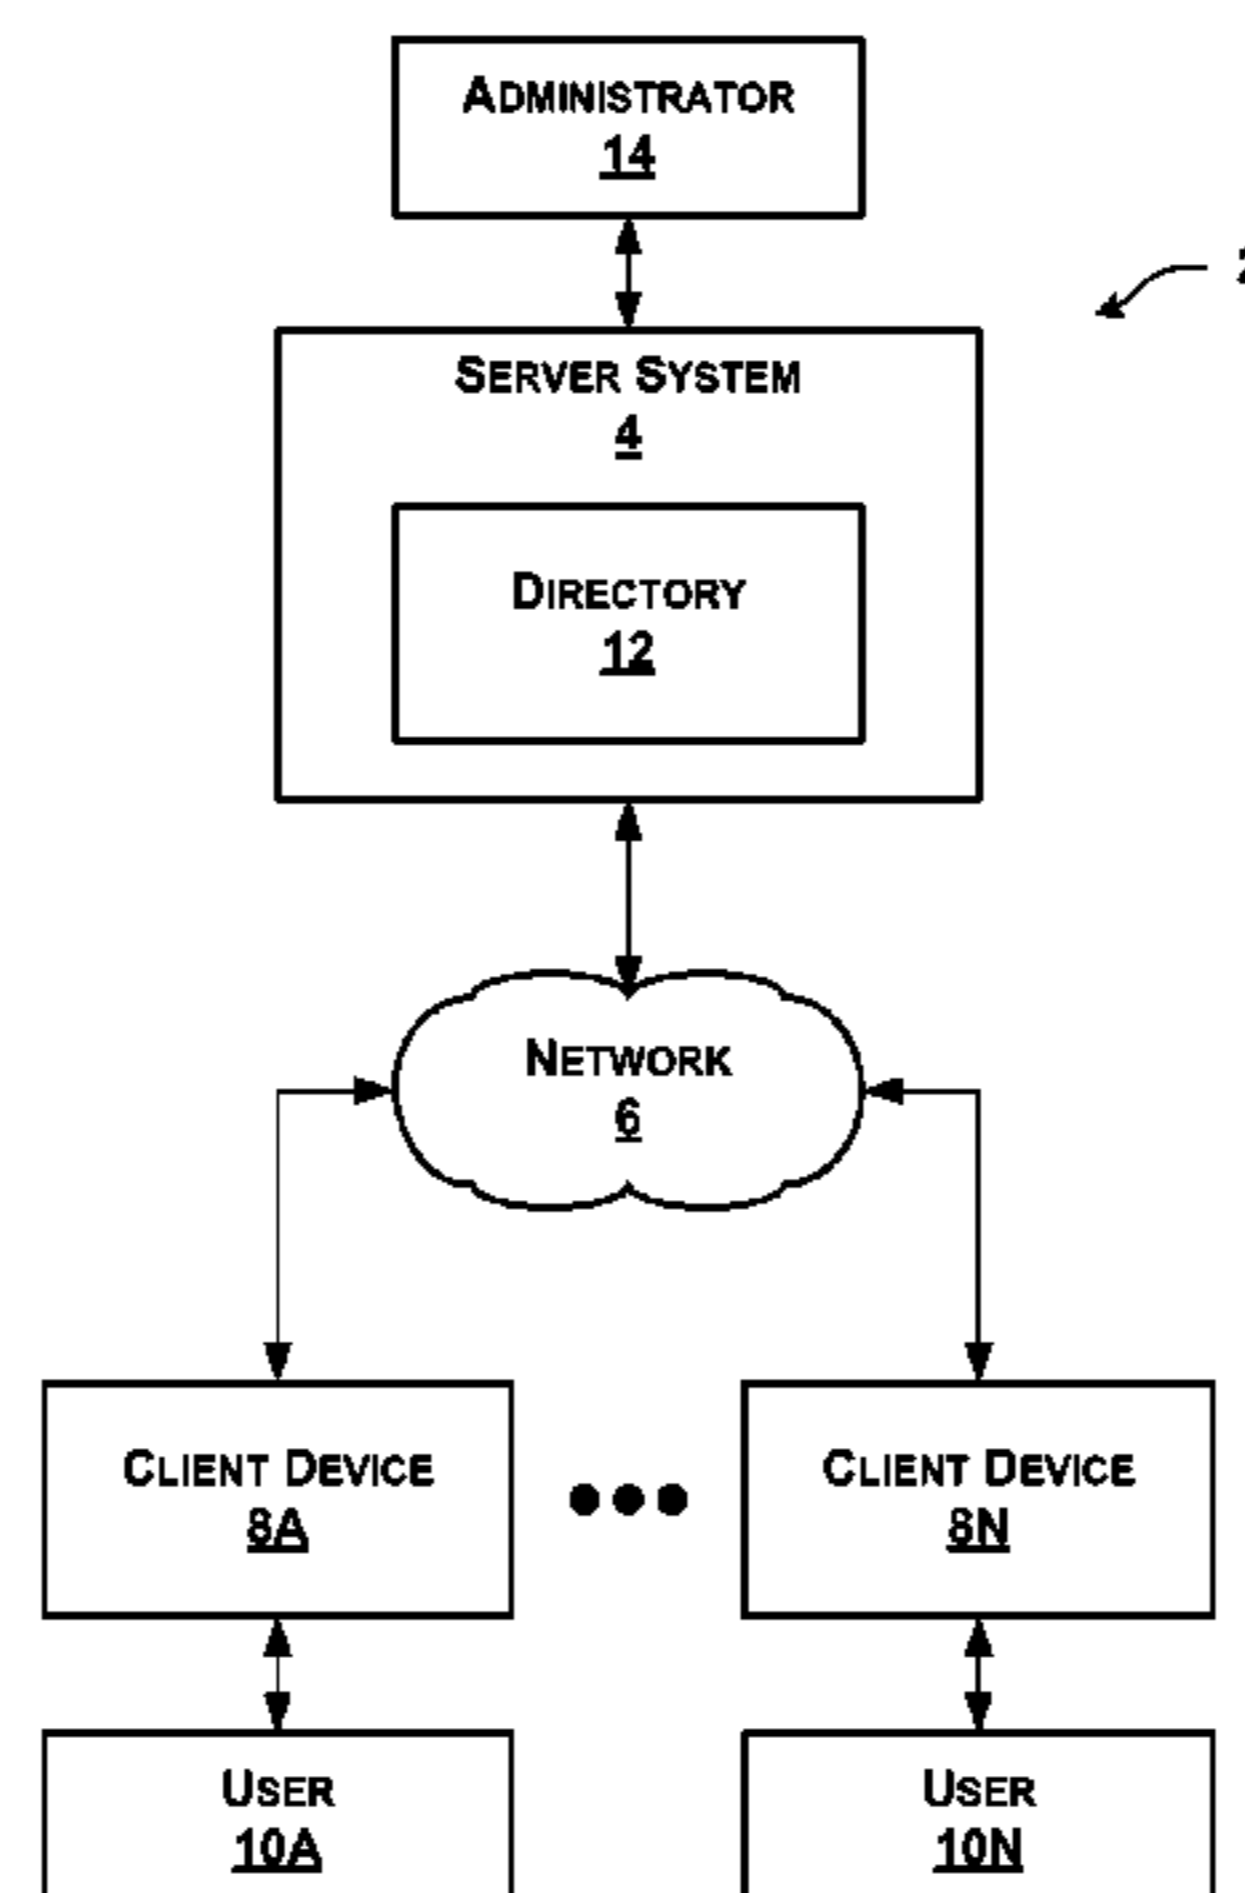 ADMINISTRATOR
14
2
SERVER SYSTEM
4
DIRECTORY
12
NETWORK
6
CLIENT DEVICE
8A
CLIENT DEVICE
8N
USER
10A
USER
10N